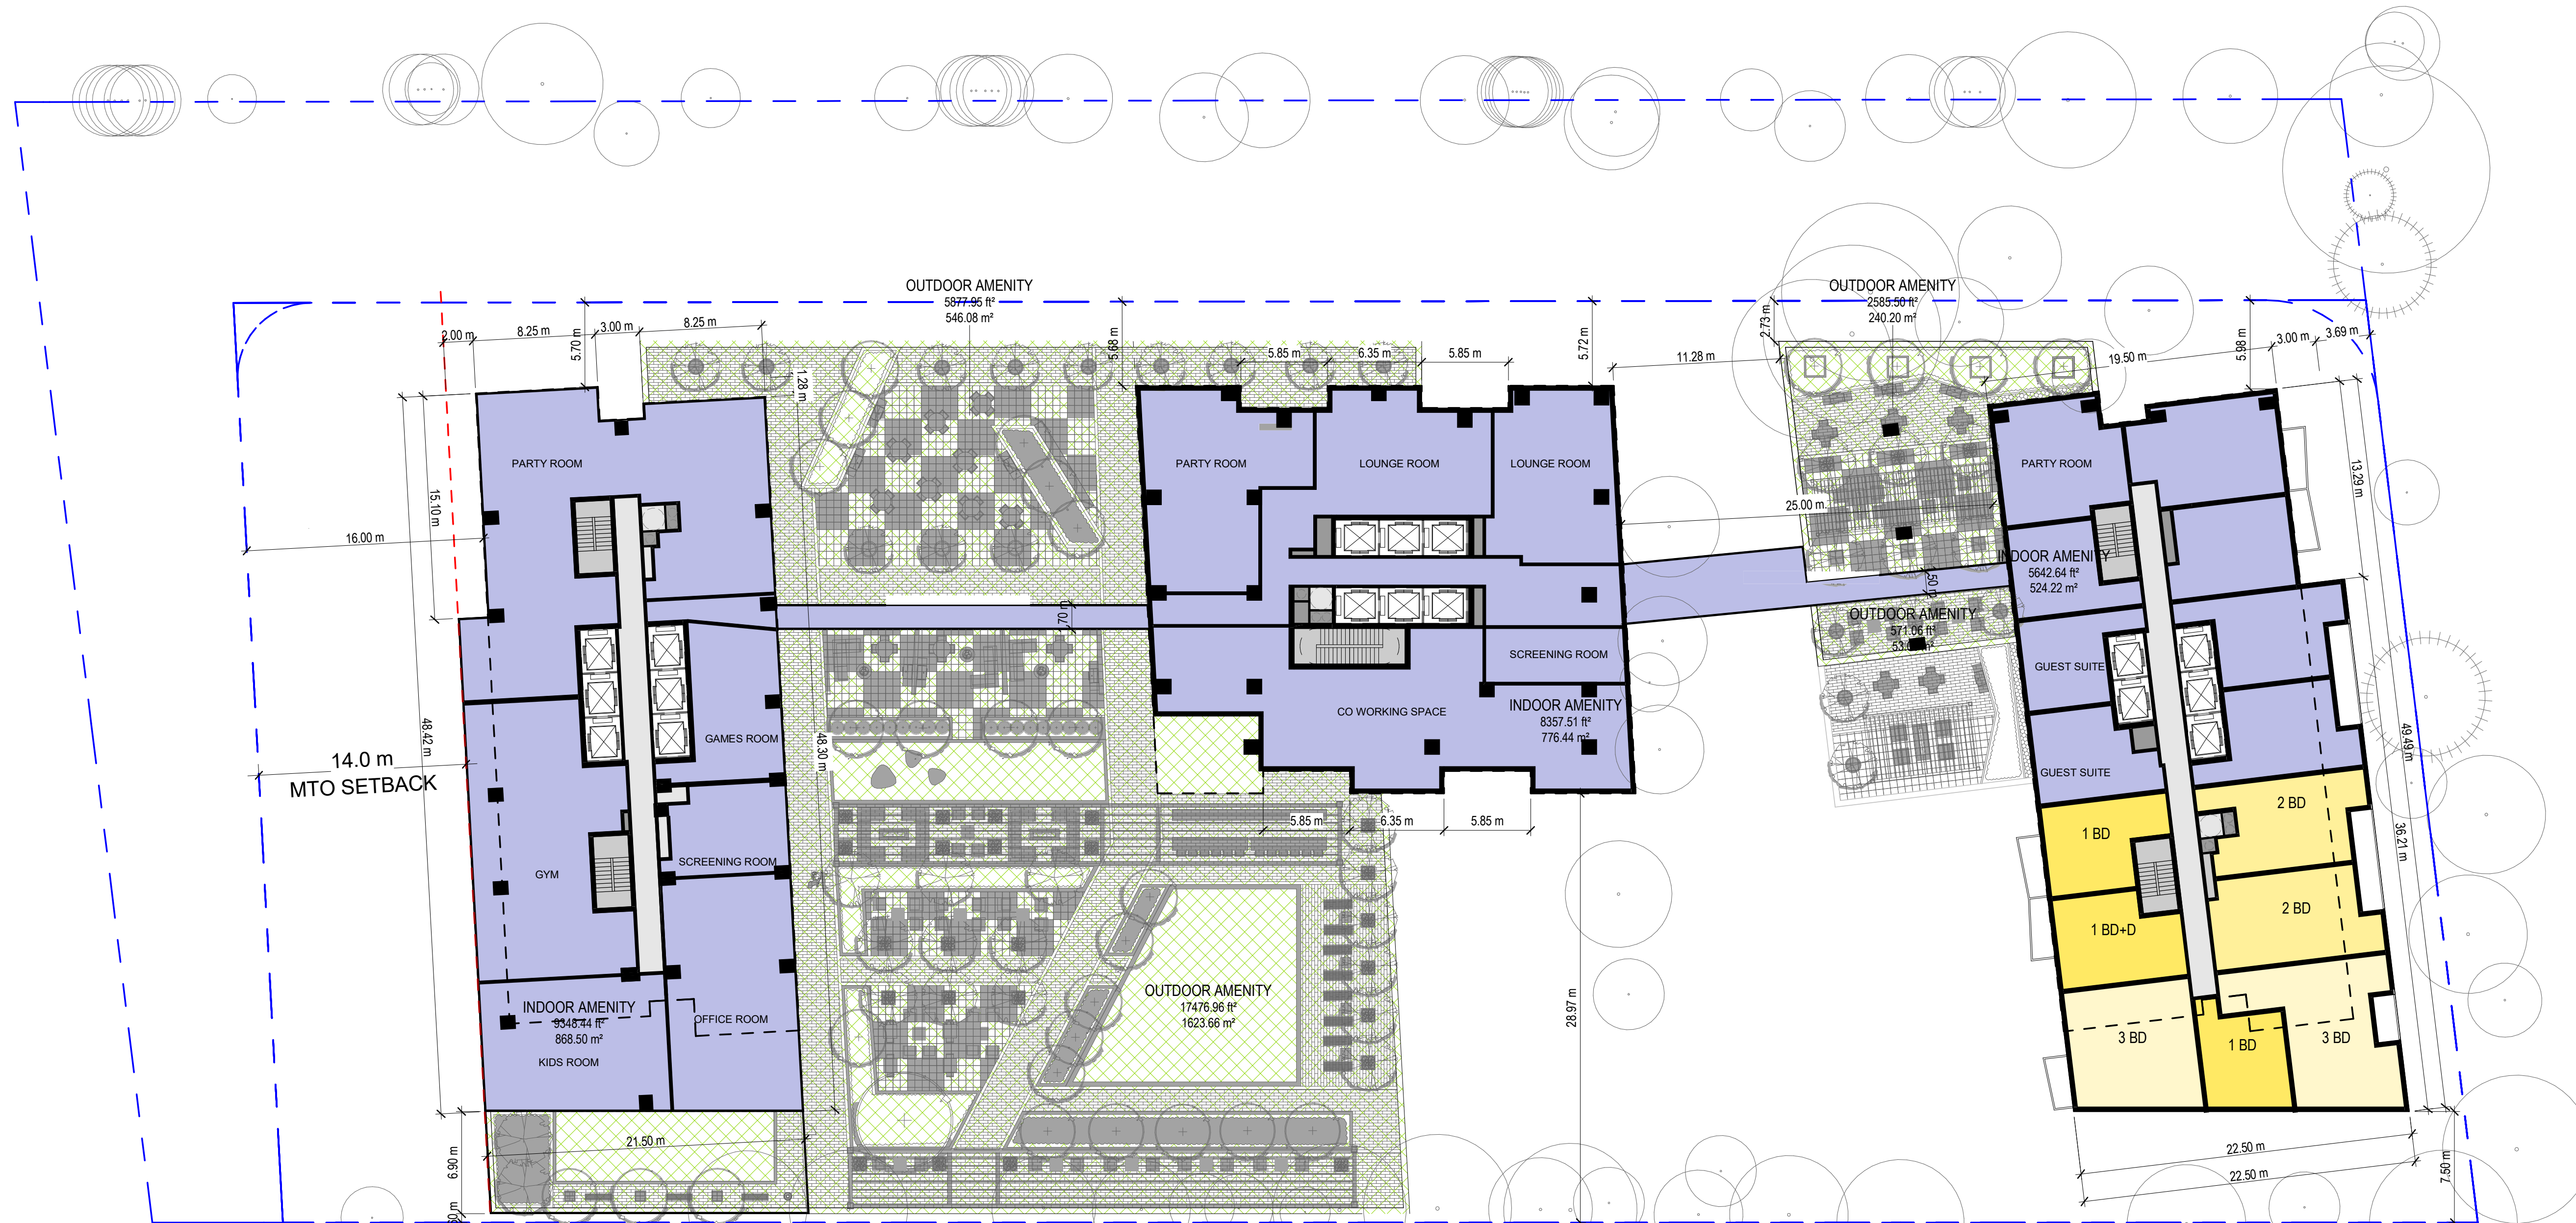 OUTDOOR AMENITY
5877.95 ft²
546.08 m²
OUTDOOR AMENITY
2585.50 ft²
240.20 m²
2.00 m
8.25 m
3.00 m
8.25 m
5.70 m
5.68 m
5.85 m
6.35 m
5.85 m
5.72 m
11.28 m
2.73 m
19.50 m
5.98 m
3.00 m
3.69 m
1.28 m
PARTY ROOM
PARTY ROOM
LOUNGE ROOM
LOUNGE ROOM
PARTY ROOM
13.29 m
15.10 m
16.00 m
25.00 m
INDOOR AMENITY
5642.64 ft²
524.22 m²
OUTDOOR AMENITY
571.06 ft²
SCREENING ROOM
GUEST SUITE
CO WORKING SPACE
INDOOR AMENITY
8357.51 ft²
776.44 m²
48.42 m
GAMES ROOM
48.30 m
49.49 m
14.0 m
MTO SETBACK
GUEST SUITE
5.85 m
6.35 m
5.85 m
1 BD
2 BD
36.21 m
SCREENING ROOM
GYM
1 BD+D
2 BD
OUTDOOR AMENITY
17476.96 ft²
1623.66 m²
28.97 m
INDOOR AMENITY
9348.44 ft²
868.50 m²
KIDS ROOM
OFFICE ROOM
3 BD
1 BD
3 BD
21.50 m
6.90 m
22.50 m
22.50 m
7.50 m